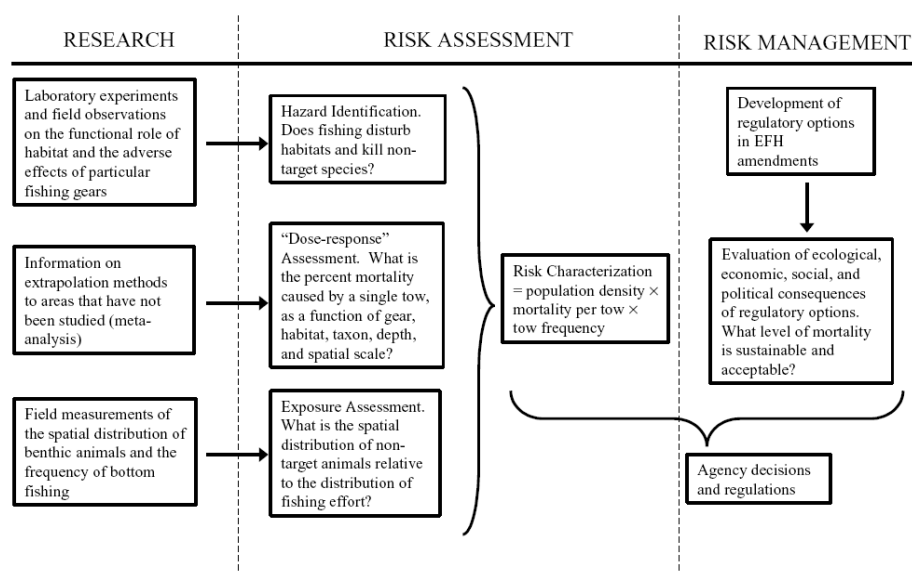 RESEARCH
RISK ASSESSMENT
RISK MANAGEMENT
Laboratory experiments
and field observations
on the functional role of
habitat and the adverse
effects of particular
fishing gears
Hazard Identification.
Does fishing disturb
habitats and kill non-
target species?
Development of
regulatory options
in EFH
amendments
Information on
extrapolation methods
to areas that have not
been studied (meta-
analysis)
“Dose-response”
Assessment. What is
the percent mortality
caused by a single tow,
as a function of gear,
habitat, taxon, depth,
and spatial scale?
Risk Characterization
= population density ×
mortality per tow ×
tow frequency
Evaluation of ecological,
economic, social, and
political consequences
of regulatory options.
What level of mortality
is sustainable and
acceptable?
Field measurements of
the spatial distribution of
benthic animals and the
frequency of bottom
fishing
Exposure Assessment.
What is the spatial
distribution of non-
target animals relative
to the distribution of
fishing effort?
Agency decisions
and regulations